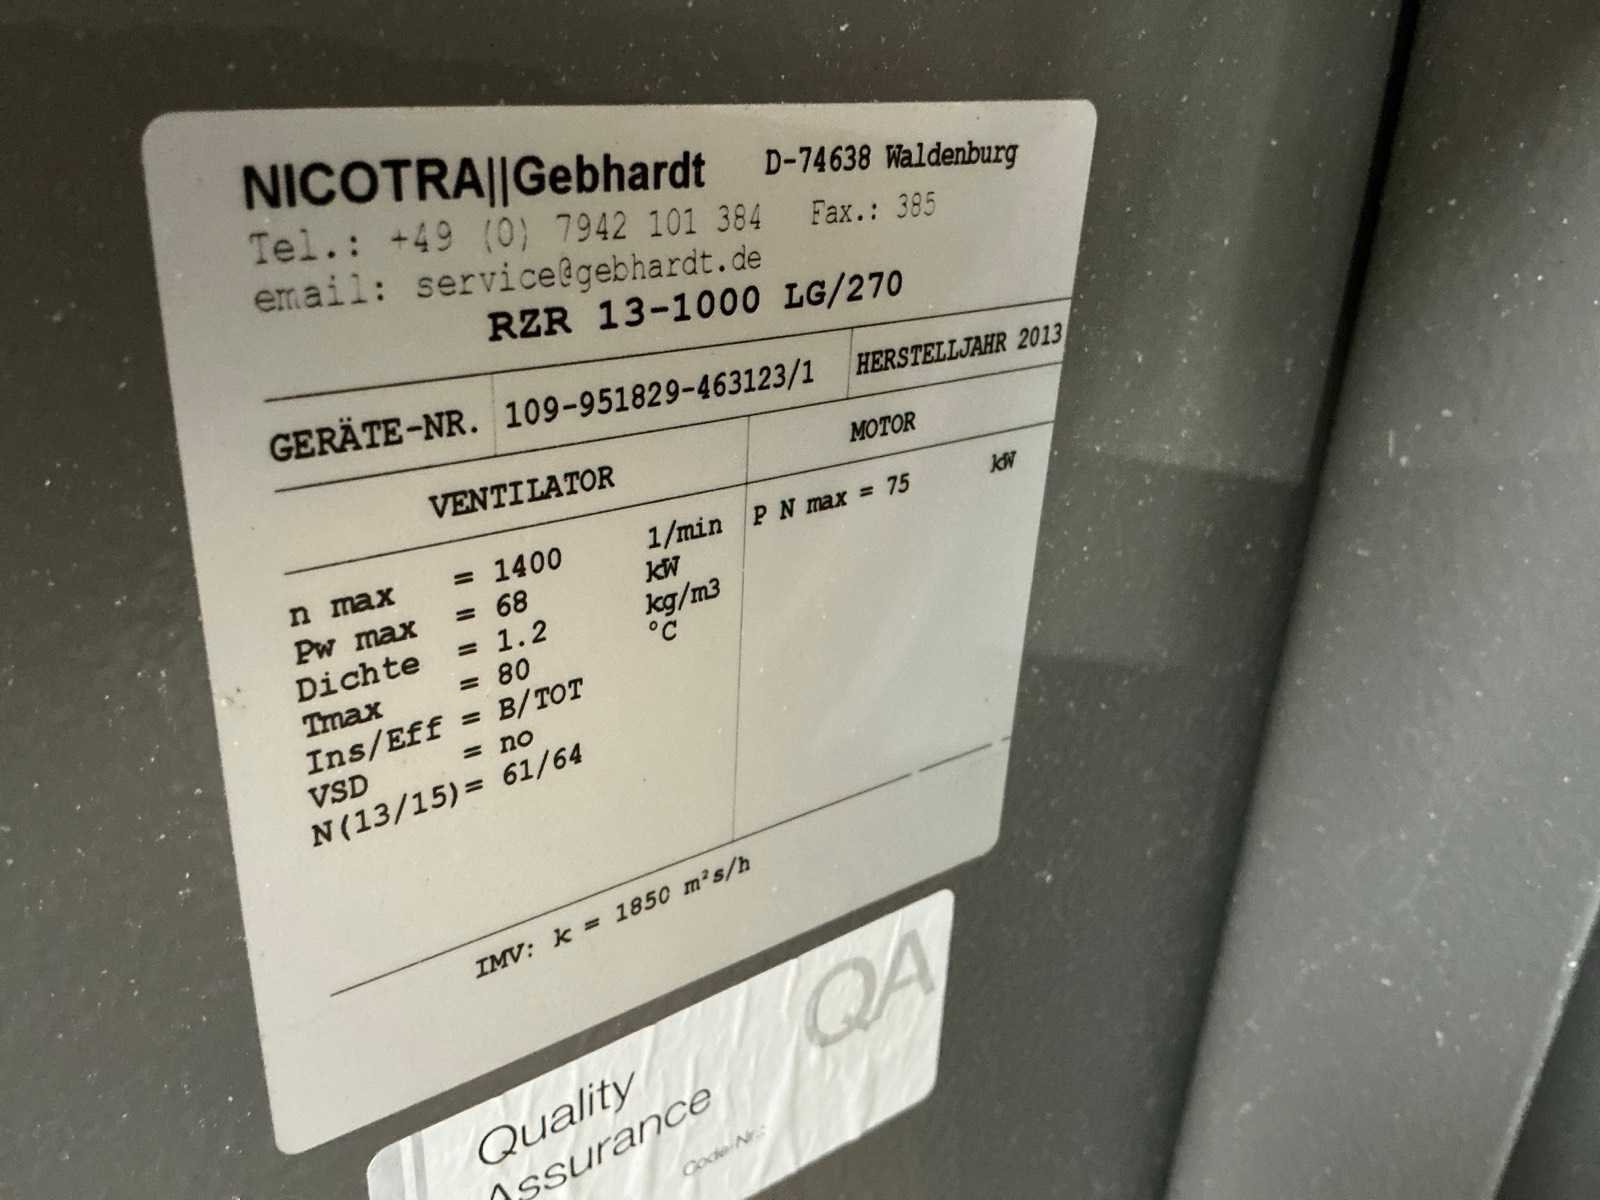 NICOTRA||Gebhardt D-74638 Waldenburg
Tel.: +49 (0) 7942 101 384 Fax.: 385
email: service@gebhardt.de
RZR 13-1000 LG/270
GERÄTE-NR. 109-951829-463123/1 HERSTELLJAHR 2013
VENTILATOR MOTOR
n max = 1400 1/min P N max = 75 kW
Pw max = 68 kW
Dichte = 1.2 kg/m3
Tmax = 80 °C
Ins/Eff = B/TOT
VSD = no
N(13/15)= 61/64
IMV: k = 1850 m²s/h
QA
Quality
Assurance
Code-Nr.: